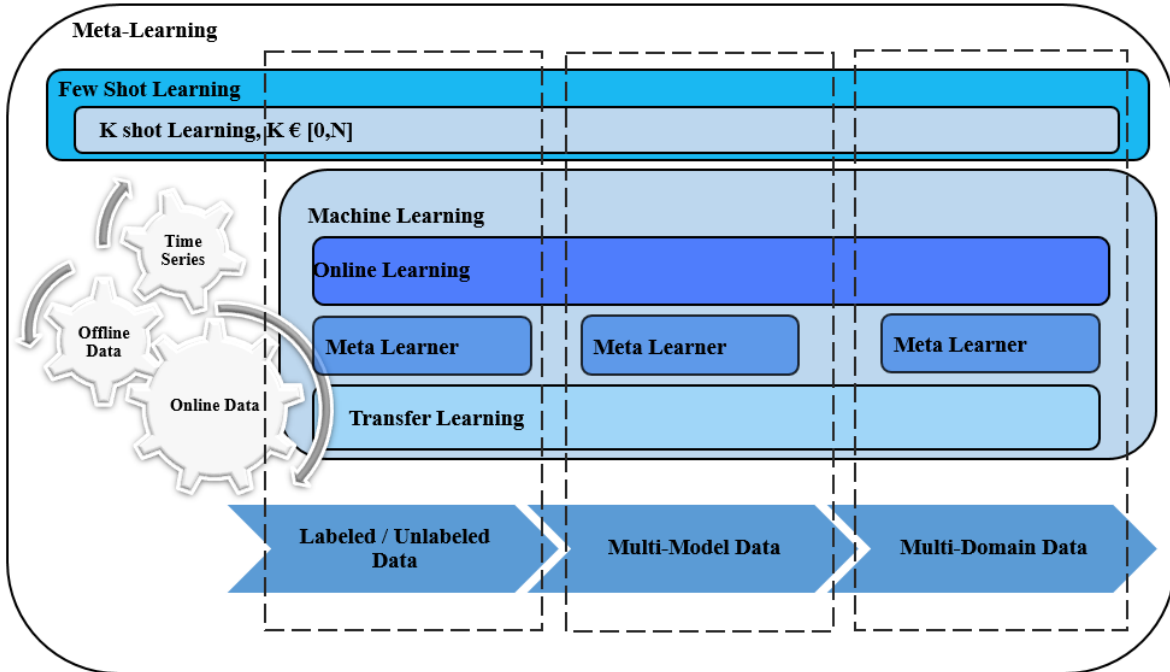 Meta-Learning
Few Shot Learning
K shot Learning, K € [0,N]
Machine Learning
Time
Series
Online Learning
Offline
Data
Meta Learner
Meta Learner
Meta Learner
Online Data
Transfer Learning
Labeled / Unlabeled
Data
Multi-Model Data
Multi-Domain Data